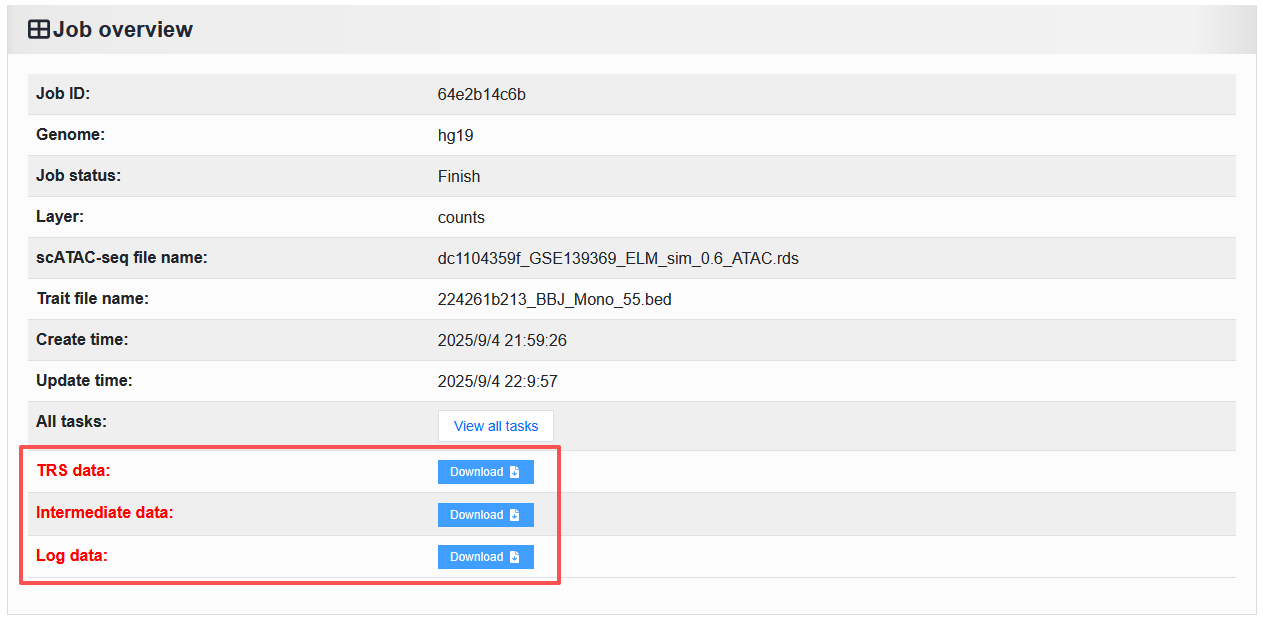 Job overview
Job ID: 64e2b14c6b
Genome: hg19
Job status: Finish
Layer: counts
scATAC-seq file name: dc1104359f_GSE139369_ELM_sim_0.6_ATAC.rds
Trait file name: 224261b213_BBJ_Mono_55.bed
Create time: 2025/9/4 21:59:26
Update time: 2025/9/4 22:9:57
All tasks: View all tasks
TRS data: Download
Intermediate data: Download
Log data: Download